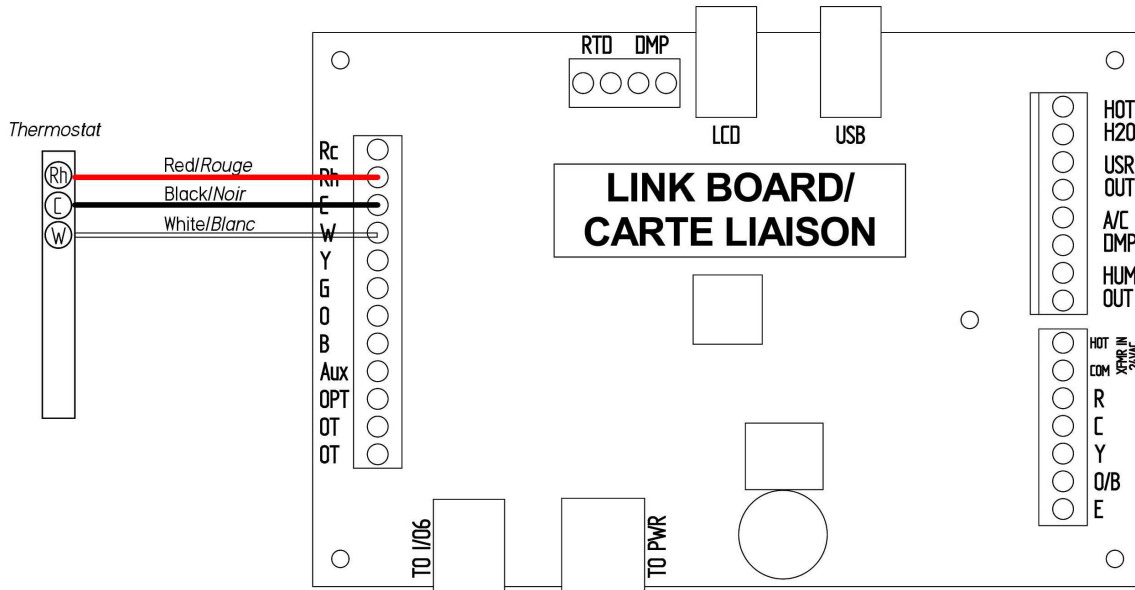 Thermostat
Rh
C
W
Red/Rouge
Black/Noir
White/Blanc
Rc
Rh
C
W
Y
G
O
B
Aux
OPT
OT
OT
RTD DMP
LCD
USB
LINK BOARD/
CARTE LIAISON
HOT
H2O
USR
OUT
A/C
DMP
HUM
OUT
HOT
COM
XFMR IN
24VAC
R
C
Y
O/B
E
TO I/O6
TO PWR